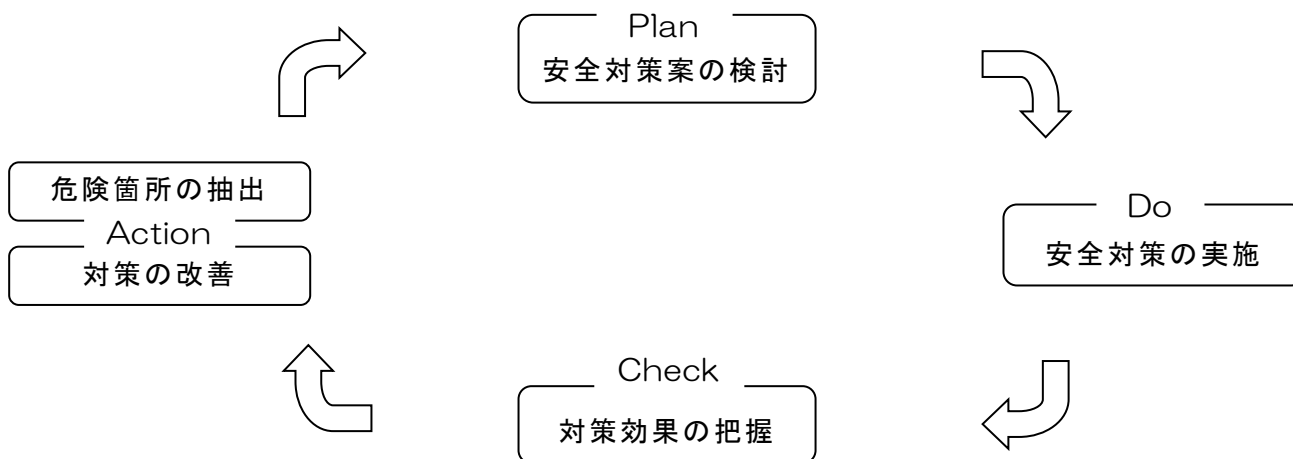 Plan
安全対策案の検討
危険箇所の抽出
Action
対策の改善
Do
安全対策の実施
Check
対策効果の把握